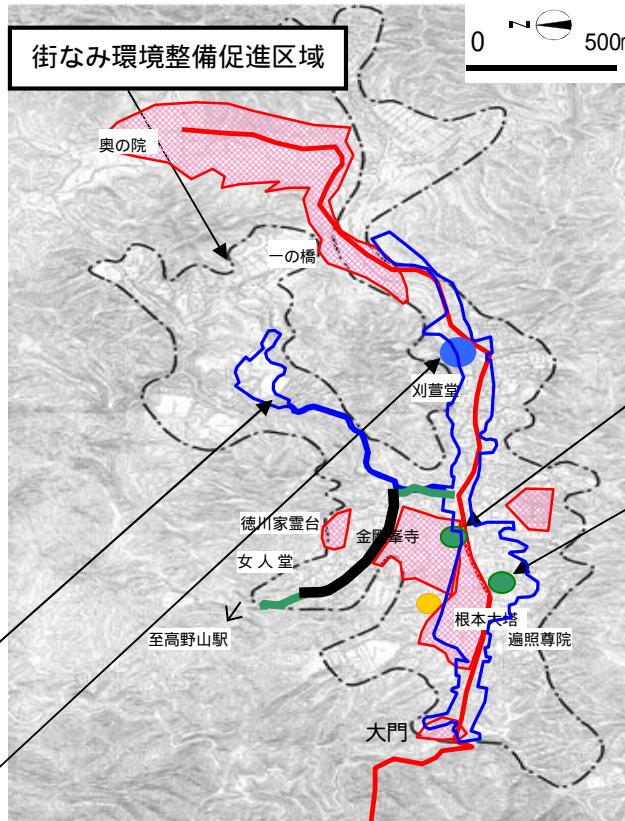 街なみ環境整備促進区域
N
0 500m
奥の院
一の橋
刈萱堂
徳川家霊台
金剛峯寺
女人堂
至高野山駅
根本大塔
遍照尊院
大門